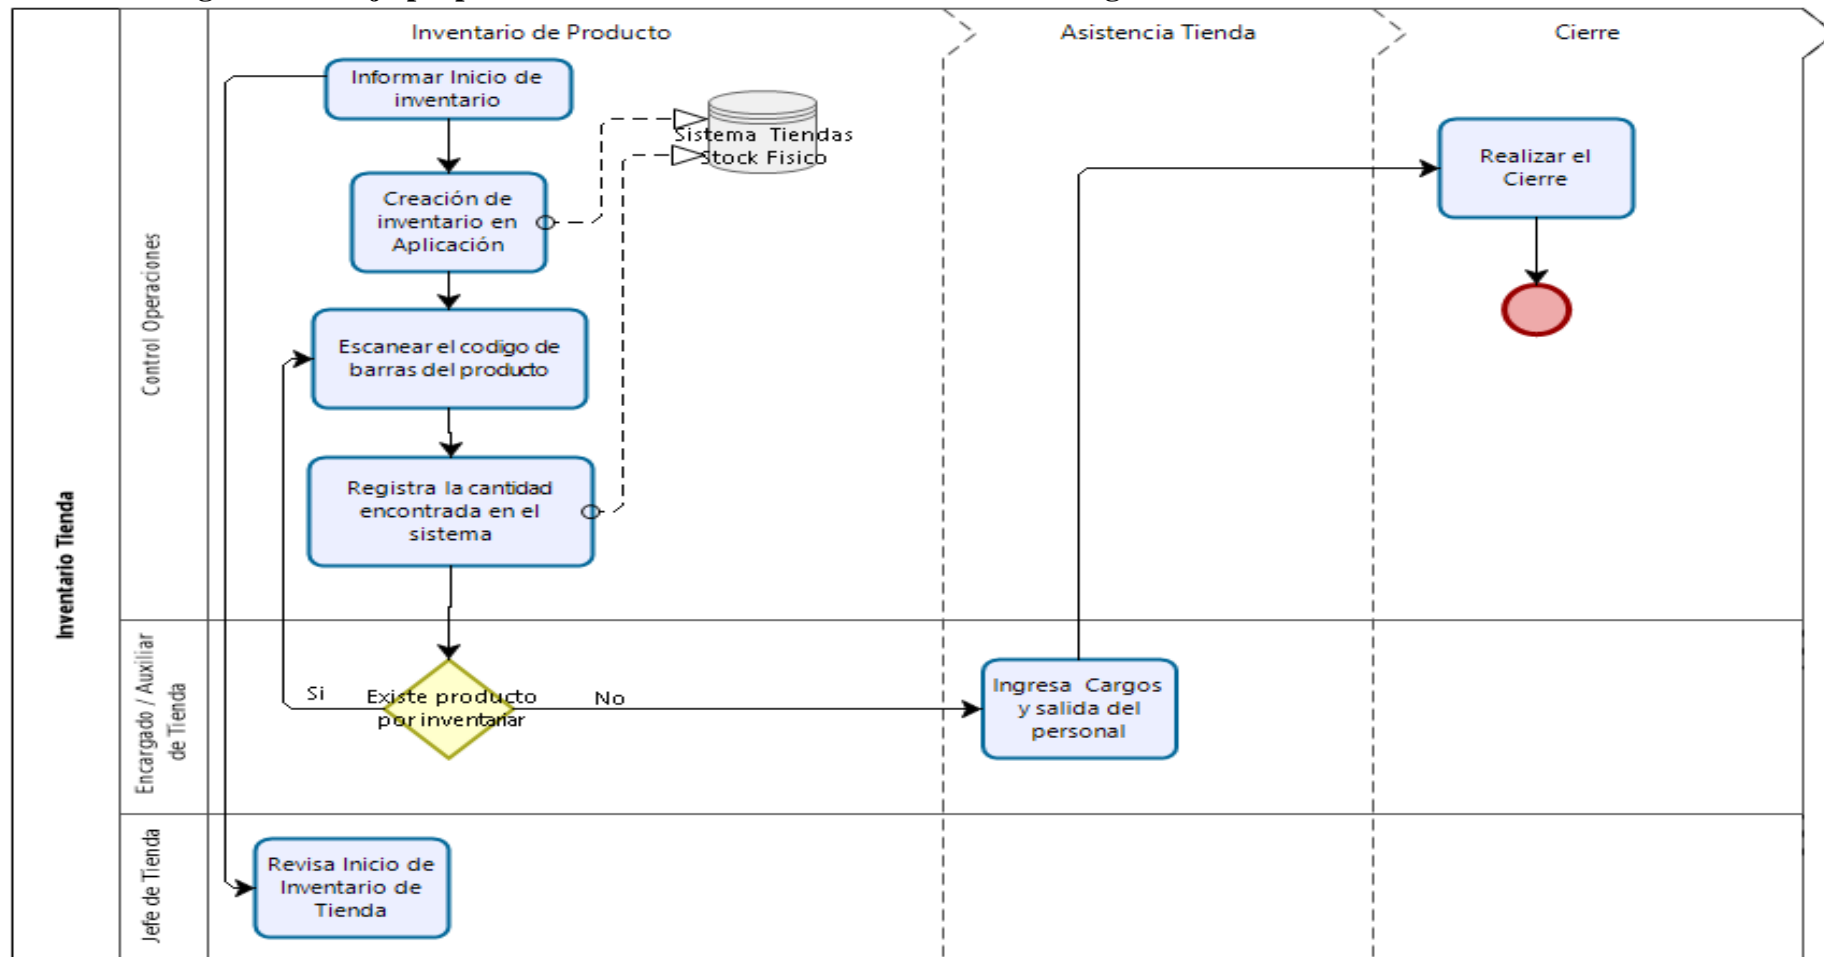 Inventario de Producto
Asistencia Tienda
Cierre
Informar Inicio de
inventario
Sistema Tiendas
Stock Fisico
Realizar el
Cierre
Creación de
inventario en
Aplicación
Control Operaciones
Escanear el codigo de
barras del producto
Registra la cantidad
encontrada en el
sistema
Inventario Tienda
Encargado / Auxiliar
de Tienda
Si
Existe producto
por inventariar
No
Ingresa Cargos
y salida del
personal
Jefe de Tienda
Revisa Inicio de
Inventario de
Tienda